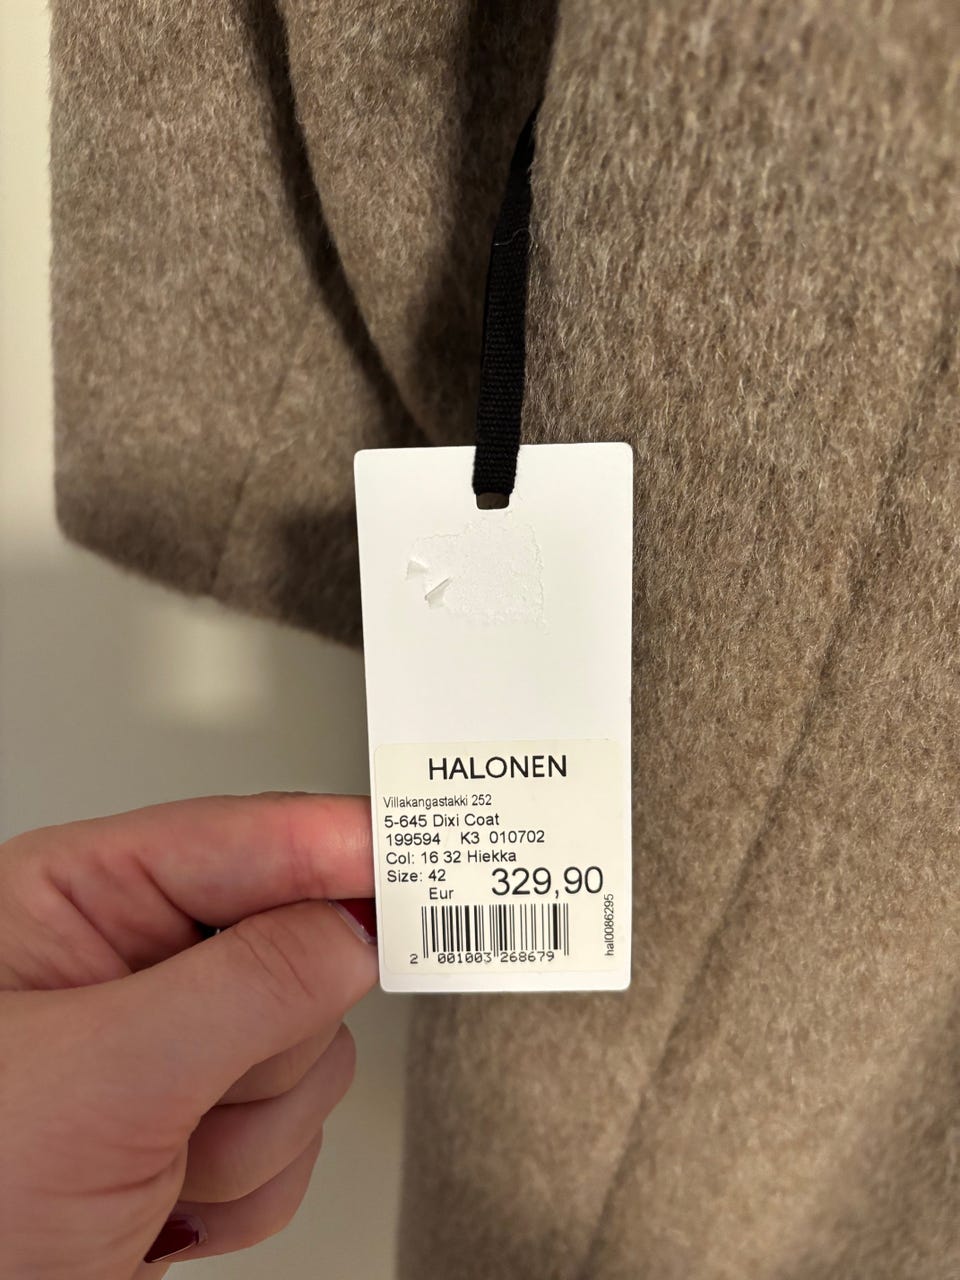 HALONEN
Villakangastakki 252
5-645 Dixi Coat
199594 K3 010702
Col: 16 32 Hiekka
Size: 42
Eur 329,90
hal0086295
2 001003 268679